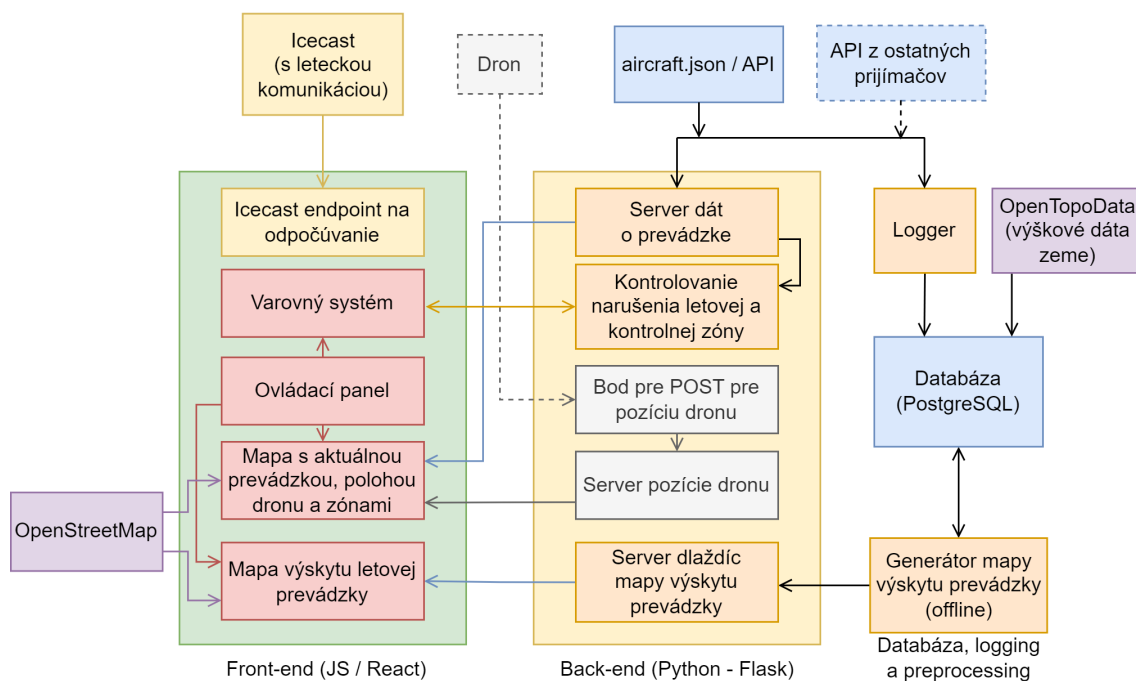 Icecast
(s leteckou
komunikáciou)
Dron
aircraft.json / API
API z ostatných
prijímačov
Icecast endpoint na
odpočúvanie
Server dát
o prevádzke
Logger
OpenTopoData
(výškové dáta
zeme)
Varovný systém
Kontrolovanie
narušenia letovej a
kontrolnej zóny
Ovládací panel
Bod pre POST pre
pozíciu dronu
Databáza
(PostgreSQL)
Mapa s aktuálnou
prevádzkou, polohou
dronu a zónami
Server pozície dronu
OpenStreetMap
Mapa výskytu letovej
prevádzky
Server dlaždíc
mapy výskytu
prevádzky
Generátor mapy
výskytu prevádzky
(offline)
Front-end (JS / React)
Back-end (Python - Flask)
Databáza, logging
a preprocessing